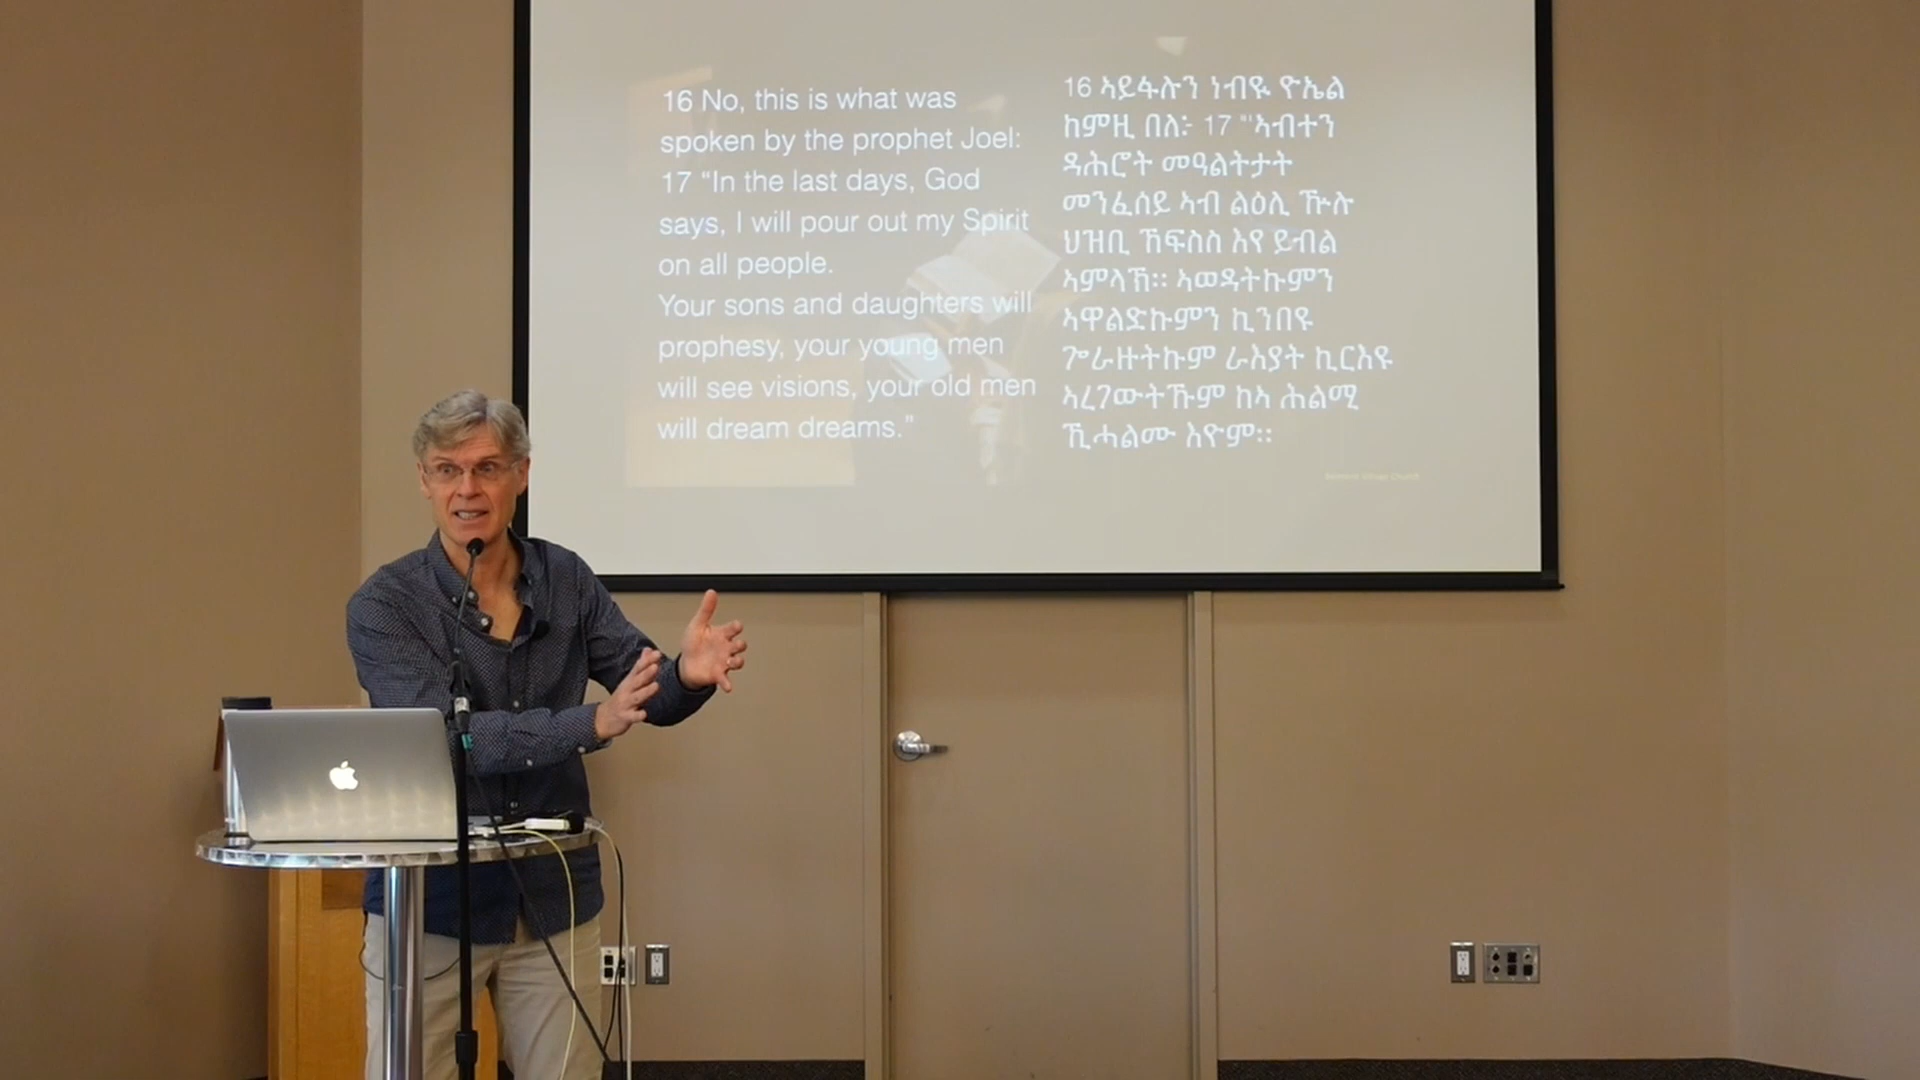 16 No, this is what was
spoken by the prophet Joel:
17 “In the last days, God
says, I will pour out my Spirit
on all people.
Your sons and daughters will
prophesy, your young men
will see visions, your old men
will dream dreams.”
16 ኣይፋሉን ነብዪ ዮኤል
ከምዚ በለ፦ 17 "'ኣብተን
ዳሕሮት መዓልትታት
መንፈሰይ ኣብ ልዕሊ ዅሉ
ህዝቢ ኸፍስስ እየ ይብል
ኣምላኽ። ኣወዳትኩምን
ኣዋልድኩምን ኪንበዩ
ጐራዙትኩም ራእያት ኪርእዩ
ኣረገውትኹም ከኣ ሕልሚ
ኺሓልሙ እዮም።